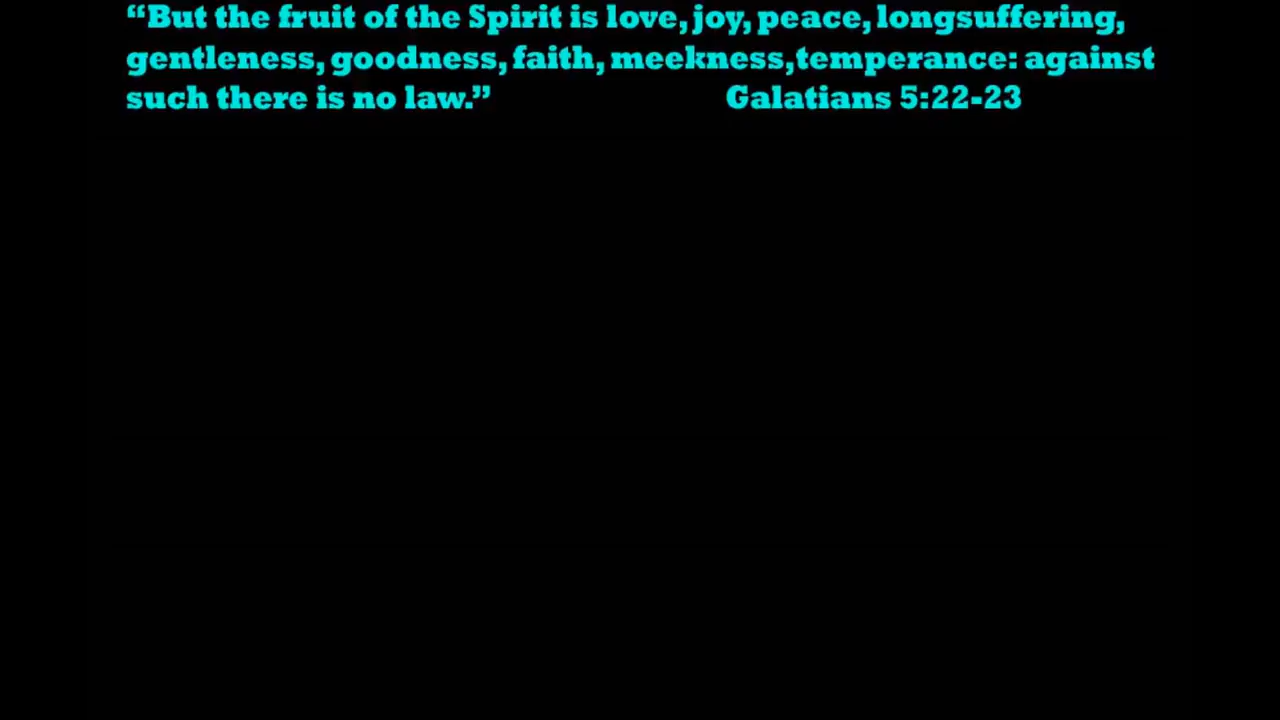 “But the fruit of the Spirit is love, joy, peace, longsuffering,
gentleness, goodness, faith, meekness,temperance: against
such there is no law.” Galatians 5:22-23